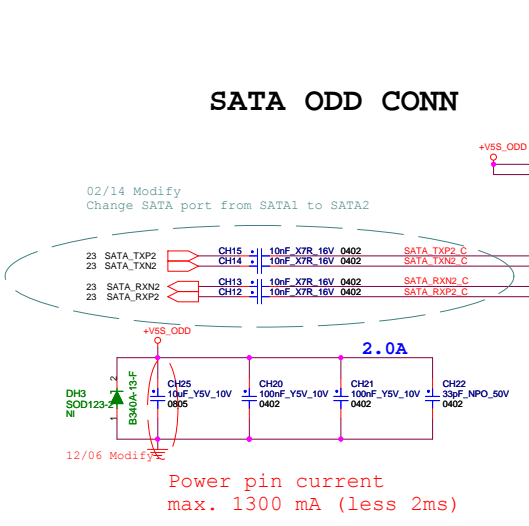 SATA ODD CONN
+V5S_ODD
02/14 Modify
Change SATA port from SATA1 to SATA2
23 SATA_TXP2 CH15 10nF_X7R_16V 0402 SATA_TXP2_C
23 SATA_TXN2 CH14 10nF_X7R_16V 0402 SATA_TXN2_C
23 SATA_RXN2 CH13 10nF_X7R_16V 0402 SATA_RXN2_C
23 SATA_RXP2 CH12 10nF_X7R_16V 0402 SATA_RXP2_C
+V5S_ODD
2.0A
DH3
SOD123-2
NI
2
1
B340A-13-F
CH25
10uF_Y5V_10V
0805
CH20
100nF_Y5V_10V
0402
CH21
100nF_Y5V_10V
0402
CH22
33pF_NPO_50V
0402
12/06 Modify
Power pin current
max. 1300 mA (less 2ms)